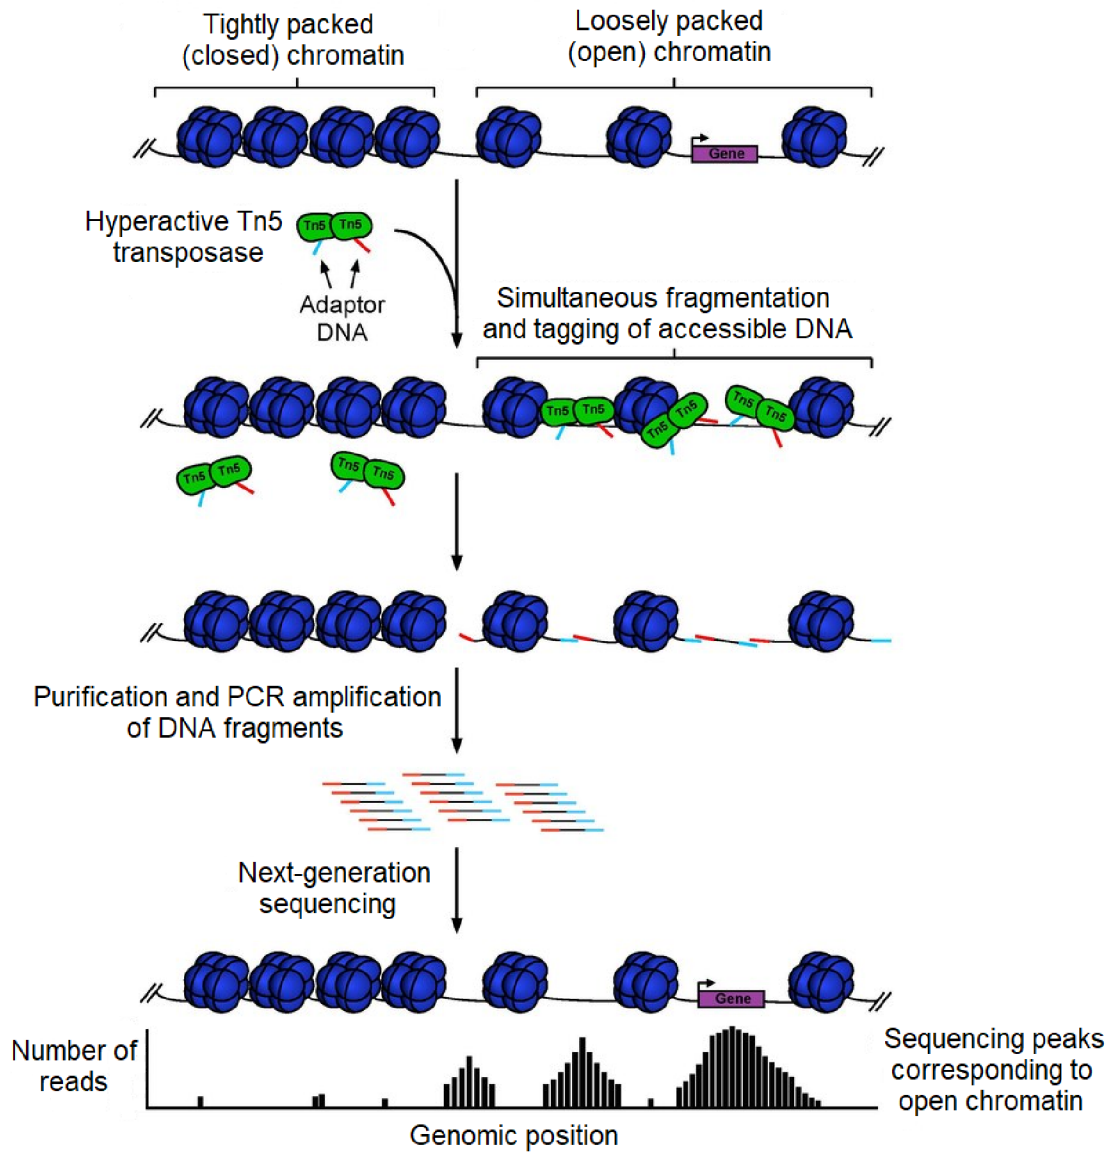 Tightly packed
(closed) chromatin
Loosely packed
(open) chromatin
Gene
Hyperactive Tn5
transposase
Tn5 Tn5
Adaptor
DNA
Simultaneous fragmentation
and tagging of accessible DNA
Tn5 Tn5
Tn5 Tn5
Tn5 Tn5
Tn5 Tn5
Tn5 Tn5
Purification and PCR amplification
of DNA fragments
Next-generation
sequencing
Gene
Number of
reads
Sequencing peaks
corresponding to
open chromatin
Genomic position